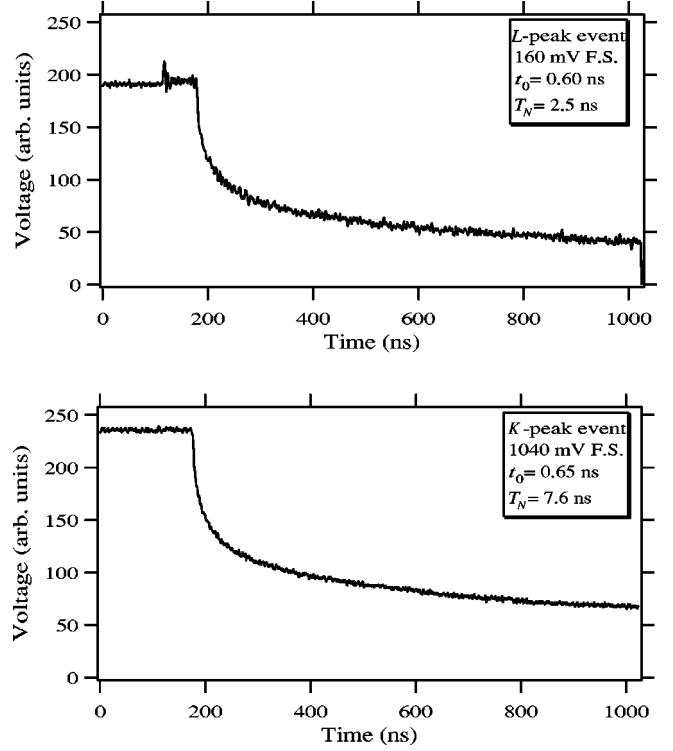 250
200
150
100
50
0
Voltage (arb. units)
L-peak event
160 mV F.S.
t0= 0.60 ns
TN= 2.5 ns
0 200 400 600 800 1000
Time (ns)
250
200
150
100
50
0
Voltage (arb. units)
K-peak event
1040 mV F.S.
t0= 0.65 ns
TN= 7.6 ns
0 200 400 600 800 1000
Time (ns)